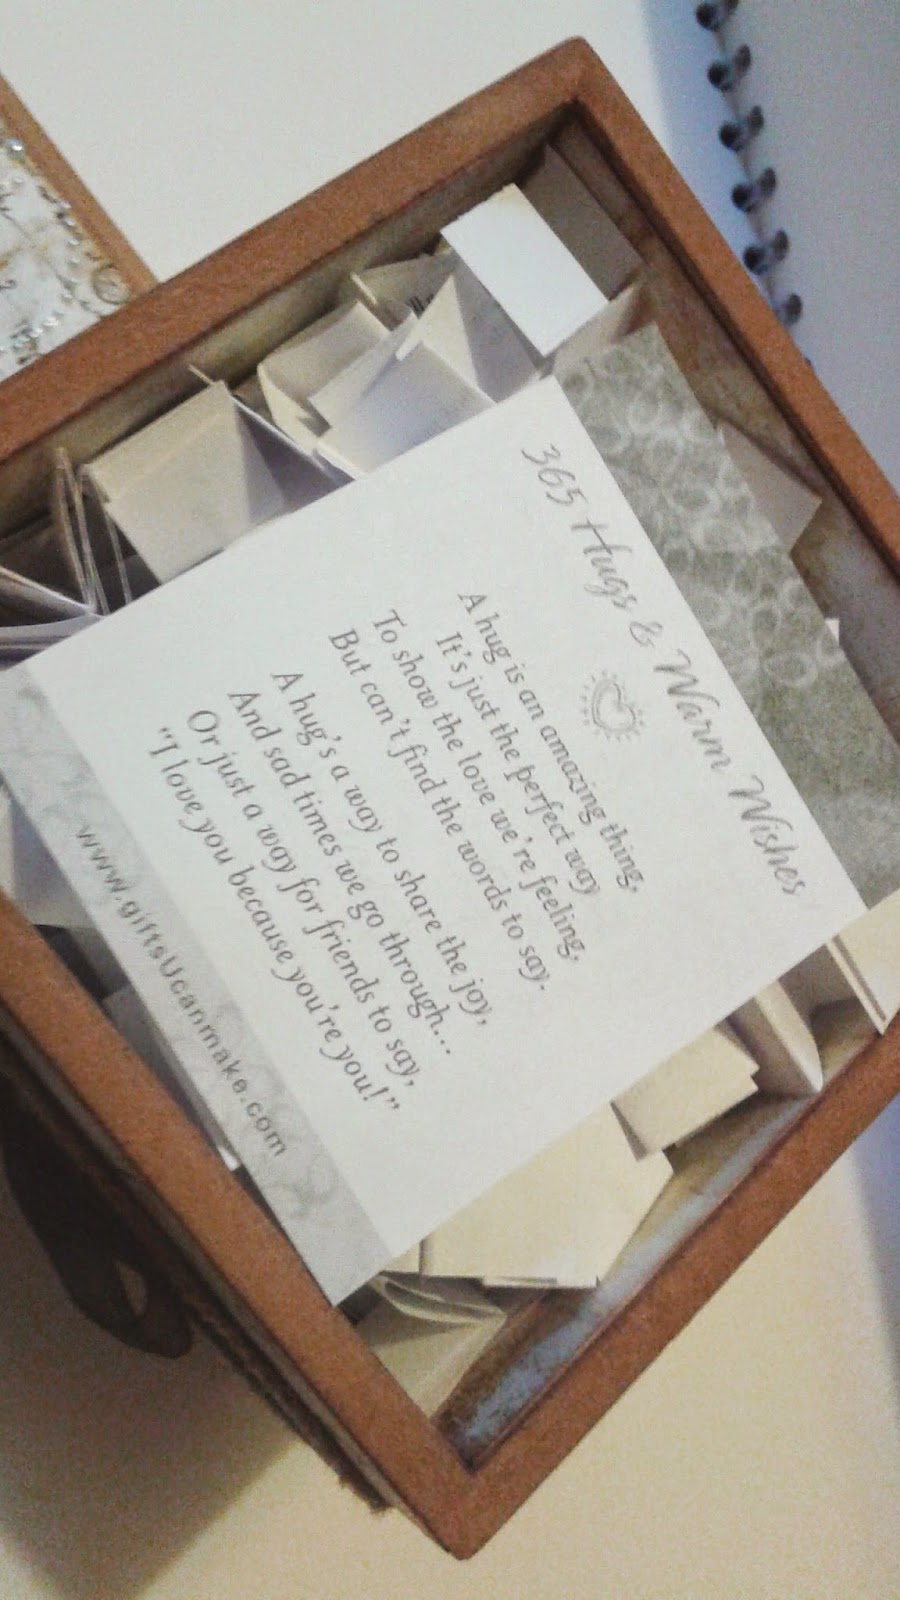 365 Hugs & Warm Wishes
A hug is an amazing thing,
It's just the perfect way
To show the love we're feeling,
But can't find the words to say.
A hug's a way to share the joy,
And sad times we go through....
Or just a way for friends to say,
"I love you because you're you!"
www.giftsUcanmake.com